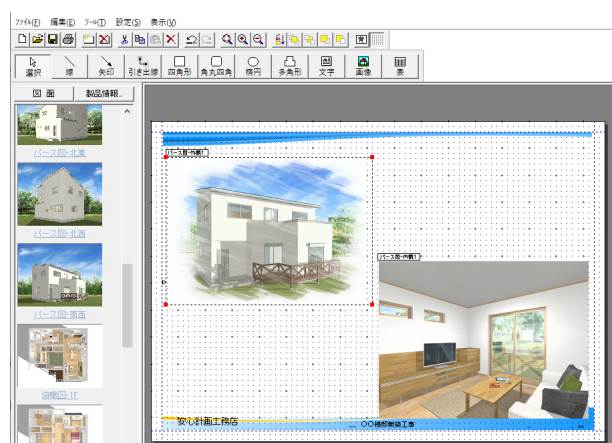 ファイル(F) 編集(E) ツール(T) 設定(S) 表示(V)
選択 線 矢印 引き出線 四角形 角丸四角 楕円 多角形 文字 画像 表
図 面 製品情報..
パース図-北東
パース図-北西
パース図-南西
俯瞰図-1F
パース図-外観1
パース図-内観1
安心計画工務店
〇〇様邸新築工事